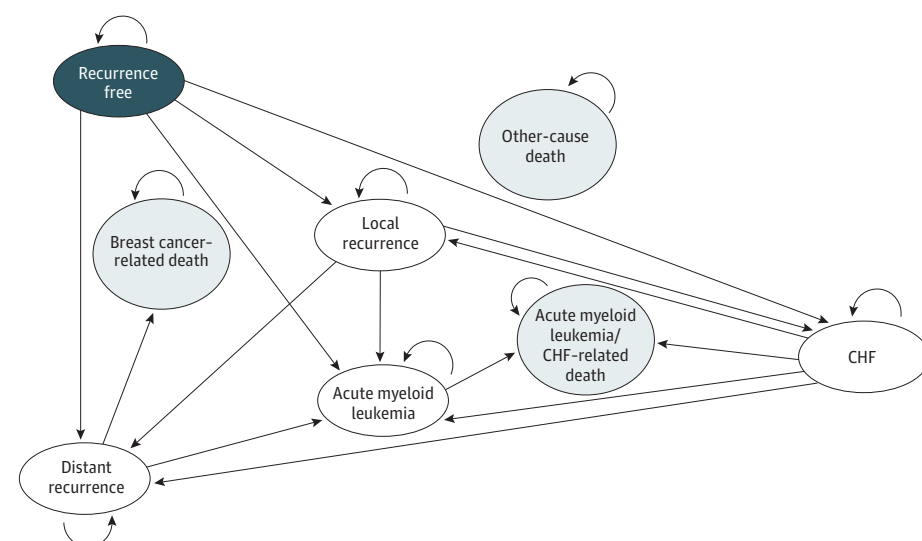 Recurrence
free
Other-cause
death
Local
recurrence
Breast cancer-
related death
Acute myeloid
leukemia/
CHF-related
death
CHF
Acute myeloid
leukemia
Distant
recurrence